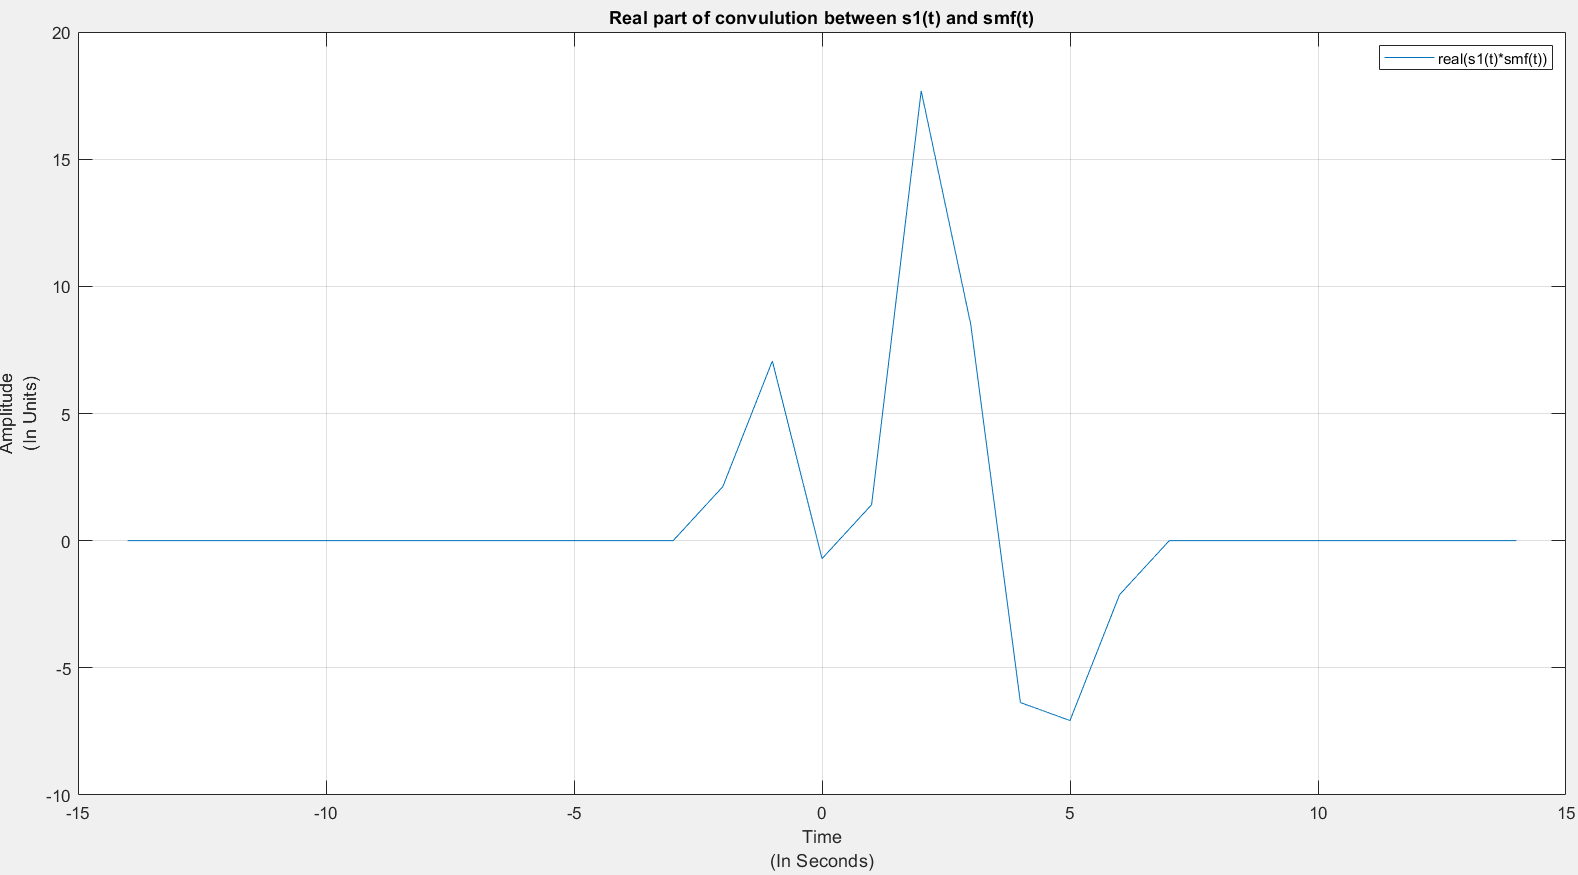 Real part of convulution between s1(t) and smf(t)
real(s1(t)*smf(t))
20
15
10
5
0
-5
-10
Amplitude
(In Units)
-15
-10
-5
0
5
10
15
Time
(In Seconds)